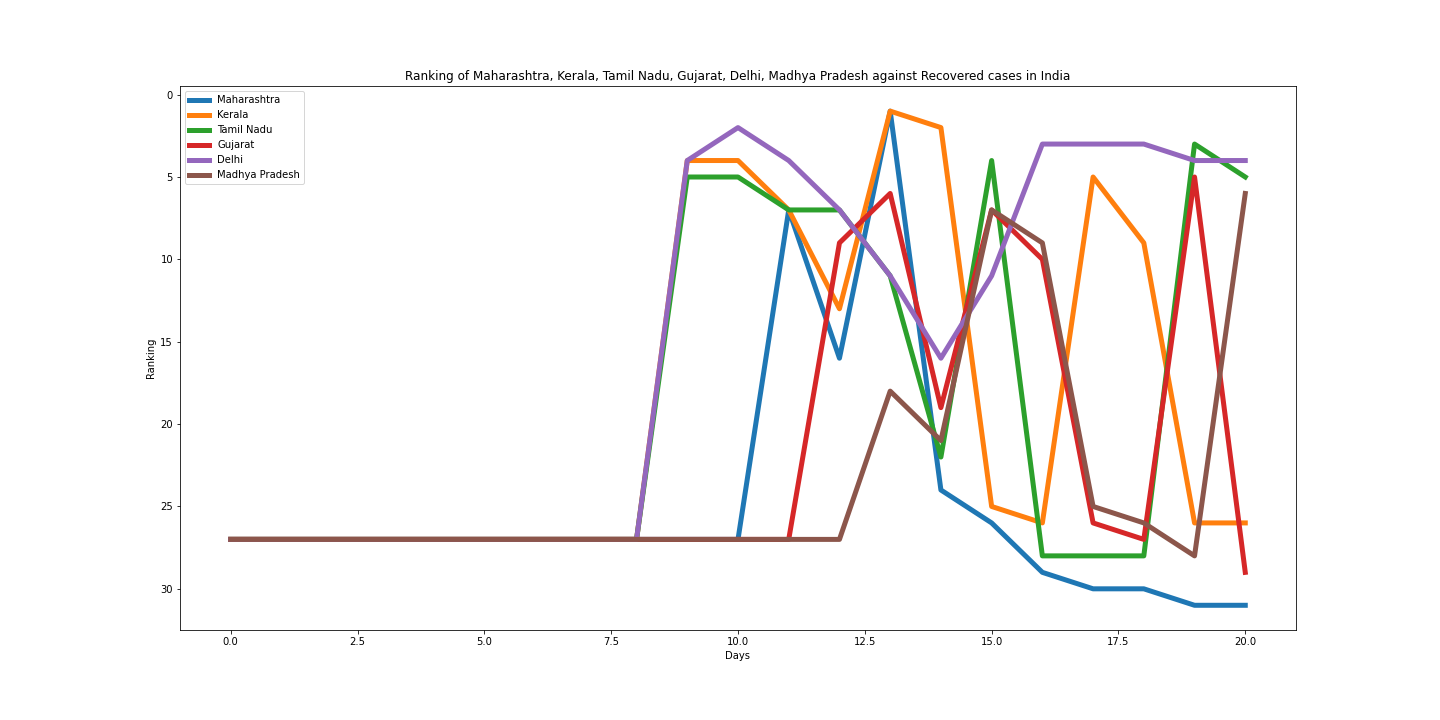 Ranking of Maharashtra, Kerala, Tamil Nadu, Gujarat, Delhi, Madhya Pradesh against Recovered cases in India
Maharashtra
Kerala
Tamil Nadu
Gujarat
Delhi
Madhya Pradesh
Ranking
0
5
10
15
20
25
30
0.0 2.5 5.0 7.5 10.0 12.5 15.0 17.5 20.0
Days